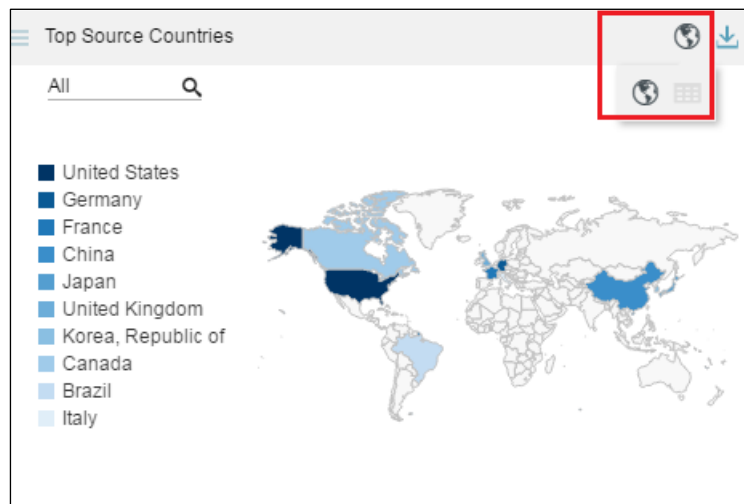 Top Source Countries
All
United States
Germany
France
China
Japan
United Kingdom
Korea, Republic of
Canada
Brazil
Italy